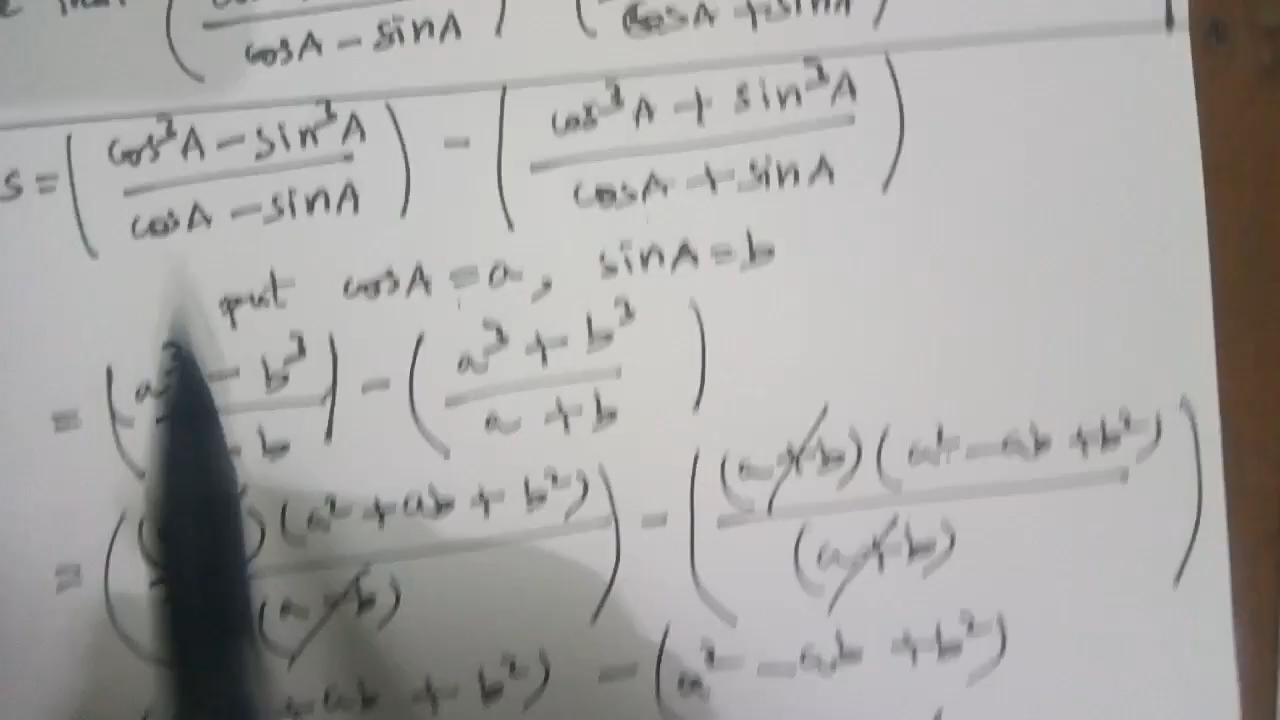 cosA - sinA cosA + sinA
S = ( cos³A - sin³A / cosA - sinA ) - ( cos³A + sin³A / cosA + sinA )
put cosA = a, sinA = b
= ( a³ - b³ / - b ) - ( a³ + b³ / a + b )
= ( ( ) (a² + ab + b²) / (a - b) ) - ( (a + b) (a² - ab + b²) / (a + b) )
+ ab + b²) - (a² - ab + b²)